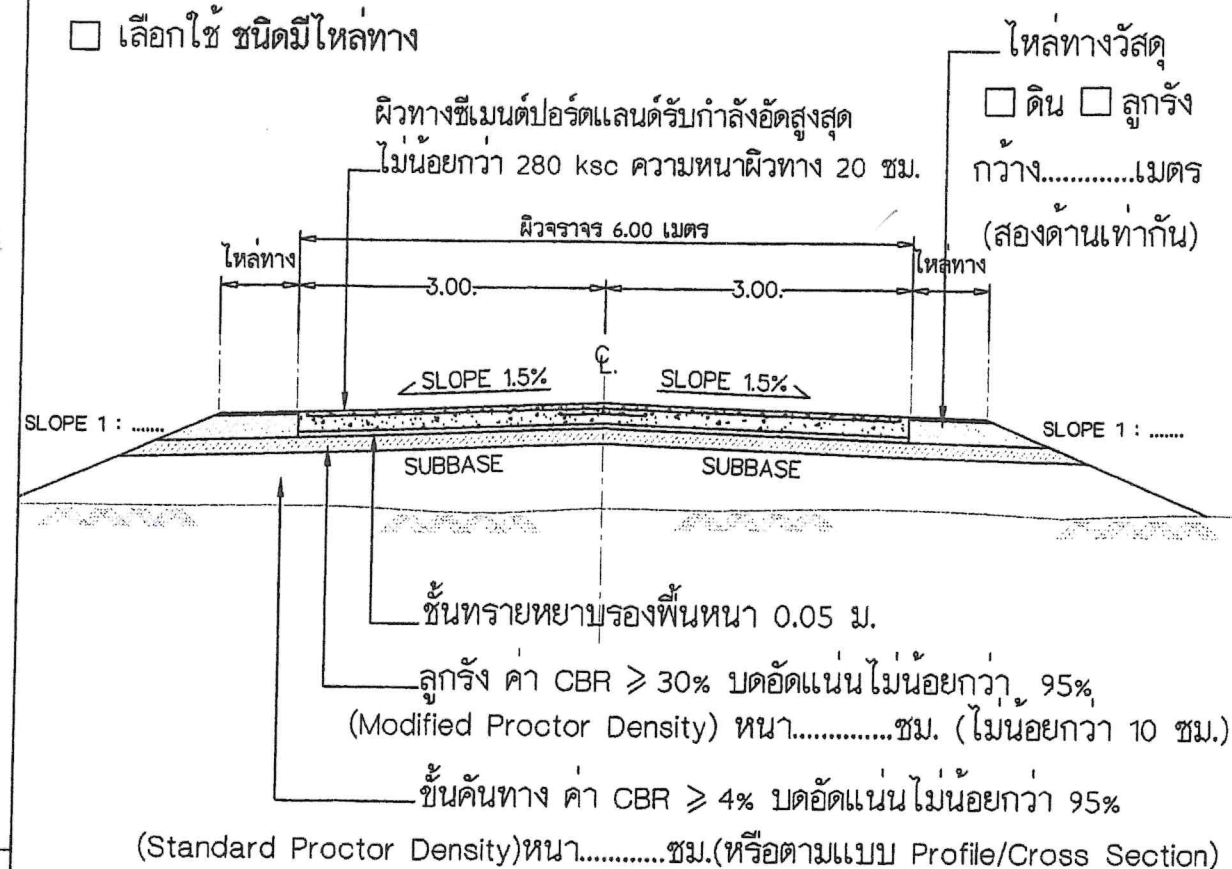 ☐ เลือกใช้ ชนิดมีไหล่ทาง
ไหล่ทางวัสดุ
☐ ดิน ☐ ลูกรัง
กว้าง.............เมตร
(สองด้านเท่ากัน)
ผิวทางซีเมนต์ปอร์ตแลนด์รับกำลังอัดสูงสุด
ไม่น้อยกว่า 280 ksc ความหนาผิวทาง 20 ซม.
ผิวจราจร 6.00 เมตร
ไหล่ทาง
ไหล่ทาง
3.00.
3.00.
℄.
SLOPE 1.5%
SLOPE 1.5%
SLOPE 1 : .......
SLOPE 1 : .......
SUBBASE
SUBBASE
ชั้นทรายหยาบรองพื้นหนา 0.05 ม.
ลูกรัง ค่า CBR ⩾ 30% บดอัดแน่นไม่น้อยกว่า 95%
(Modified Proctor Density) หนา..............ซม. (ไม่น้อยกว่า 10 ซม.)
ขั้นคันทาง ค่า CBR ⩾ 4% บดอัดแน่นไม่น้อยกว่า 95%
(Standard Proctor Density)หนา............ซม.(หรือตามแบบ Profile/Cross Section)